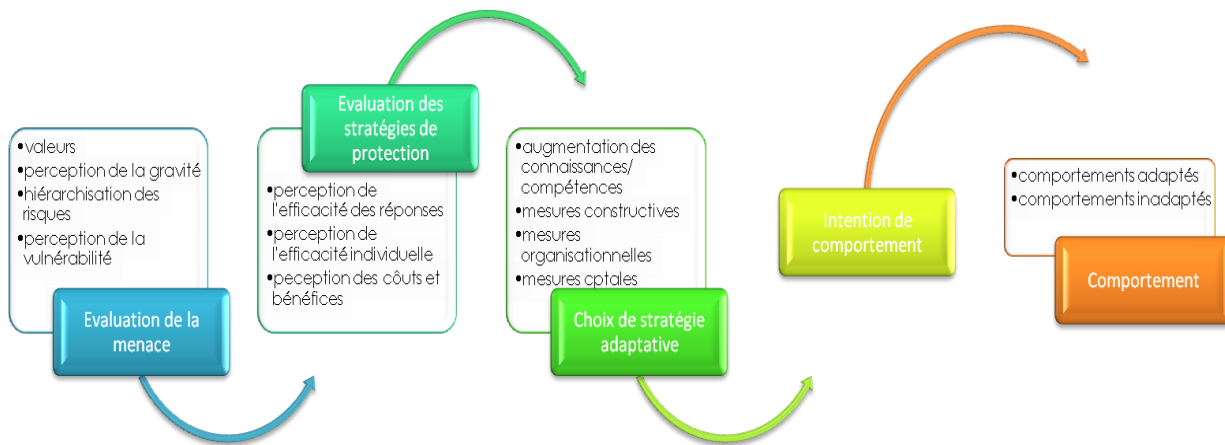 •valeurs
•perception de la gravité
•hiérarchisation des
risques
•perception de la
vulnérabilité
Evaluation de la
menace
Evaluation des
stratégies de
protection
•perception de
l'efficacité des réponses
•perception de
l'efficacité individuelle
•peception des côuts et
bénéfices
•augmentation des
connaissances/
compétences
•mesures constructives
•mesures
organisationnelles
•mesures cptales
Choix de stratégie
adaptative
Intention de
comportement
•comportements adaptés
•comportements inadaptés
Comportement